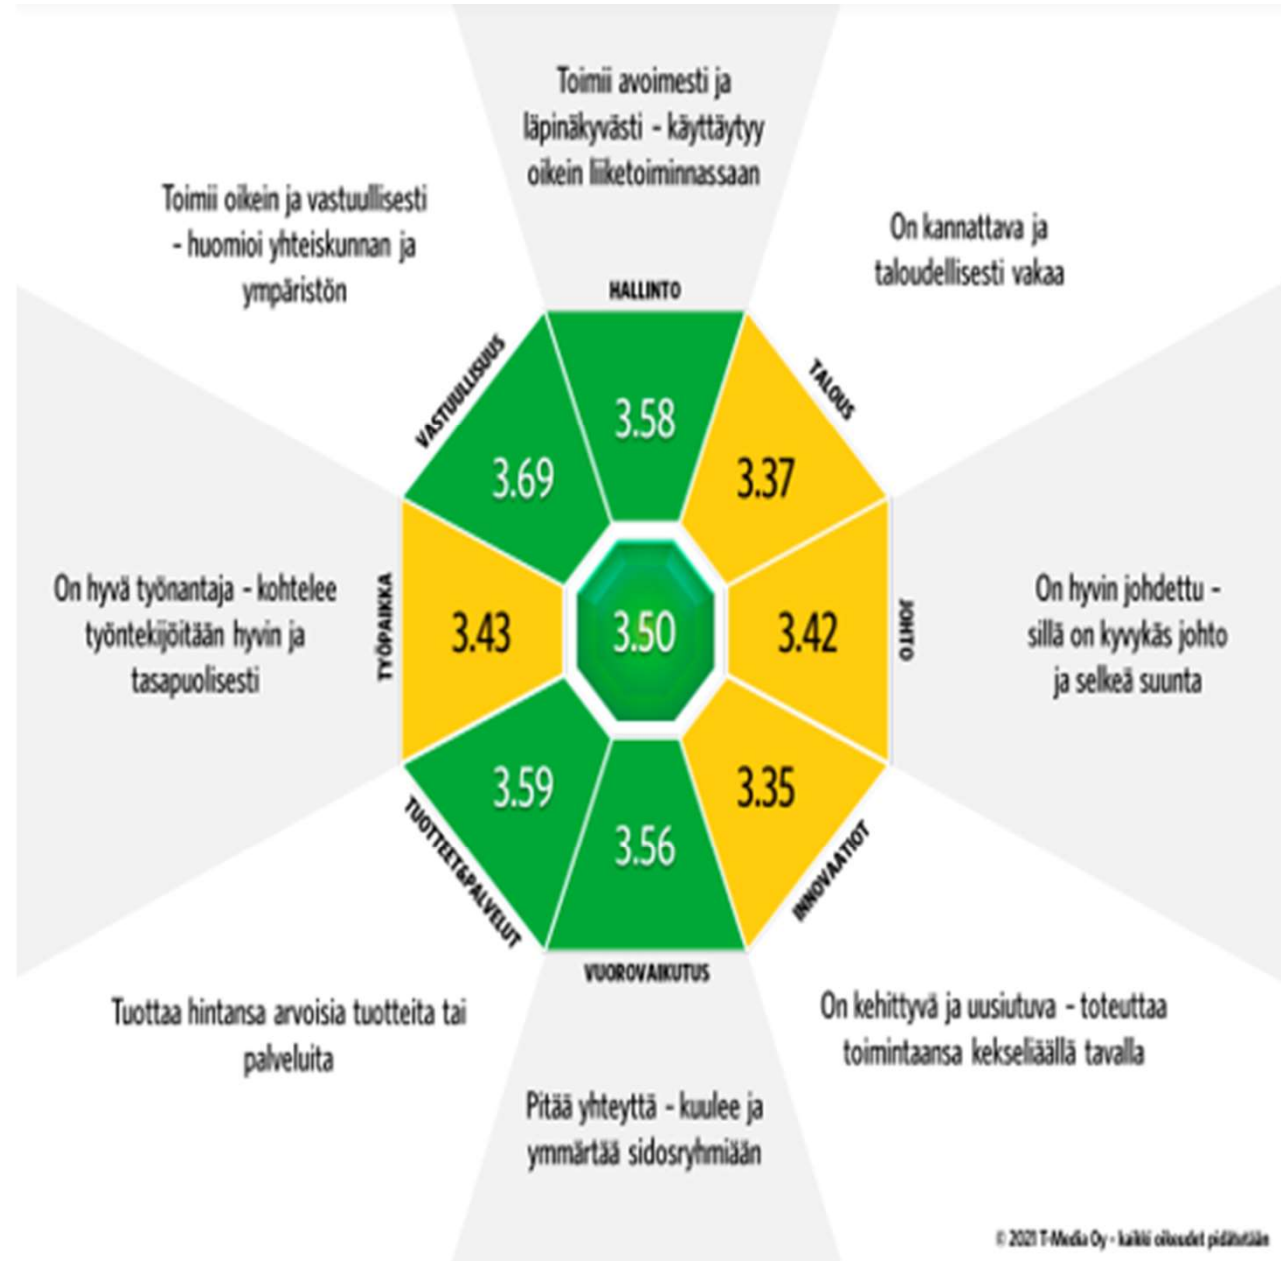 Toimii avoimesti ja
läpinäkyvästi - käyttäytyy
oikein liiketoiminnassaan
Toimii oikein ja vastuullisesti
- huomioi yhteiskunnan ja
ympäristön
On kannattava ja
taloudellisesti vakaa
HALLINTO
VASTUULLISUUS
TALOUS
3.58
3.69
3.37
On hyvä työnantaja - kohtelee
työntekijöitään hyvin ja
tasapuolisesti
TYÖPAIKKA
3.43
3.50
3.42
JOHTO
On hyvin johdettu -
sillä on kyvykäs johto
ja selkeä suunta
3.59
3.56
3.35
TUOTTEET&PALVELUT
VUOROVAIKUTUS
INNOVAATIOT
Tuottaa hintansa arvoisia tuotteita tai
palveluita
On kehittyvä ja uusiutuva - toteuttaa
toimintaansa kekseliäällä tavalla
Pitää yhteyttä - kuulee ja
ymmärtää sidosryhmiään
© 2021 T-Media Oy - kaikki oikeudet pidätetään